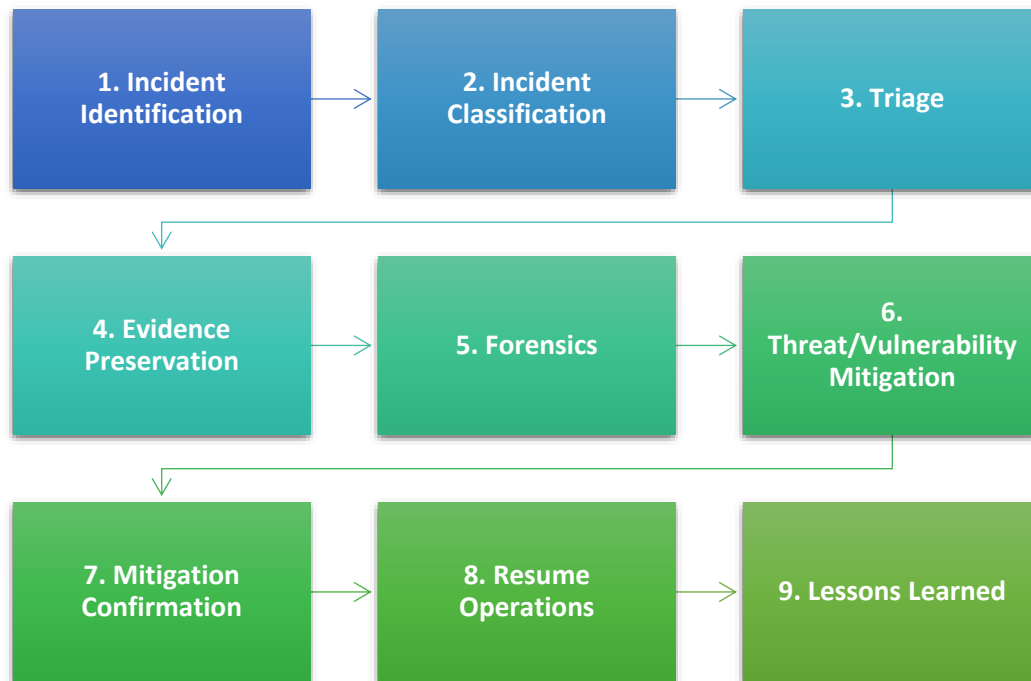 1. Incident
Identification
2. Incident
Classification
3. Triage
4. Evidence
Preservation
5. Forensics
6.
Threat/Vulnerability
Mitigation
7. Mitigation
Confirmation
8. Resume
Operations
9. Lessons Learned